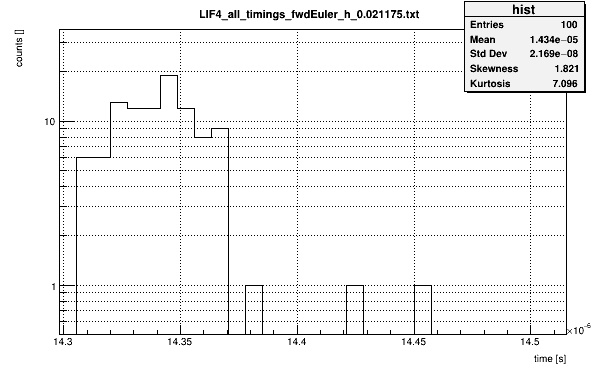 LIF4_all_timings_fwdEuler_h_0.021175.txt
hist
Entries 100
Mean 1.434e−05
Std Dev 2.169e−08
Skewness 1.821
Kurtosis 7.096
counts []
10
1
14.3 14.35 14.4 14.45 14.5
×10⁻⁶
time [s]